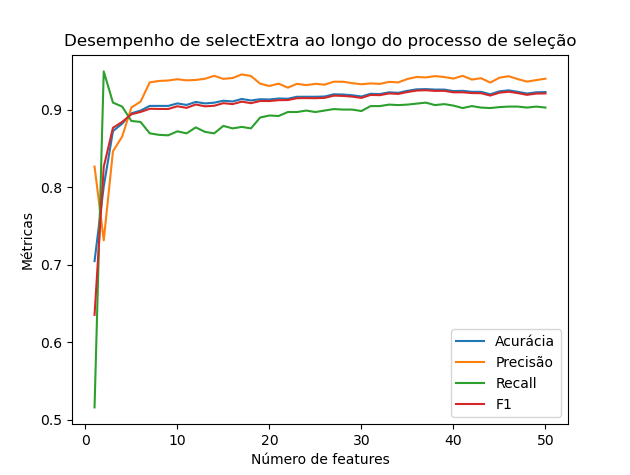 Desempenho de selectExtra ao longo do processo de seleção
Métricas
0.9
0.8
0.7
0.6
0.5
0
10
20
30
40
50
Número de features
Acurácia
Precisão
Recall
F1